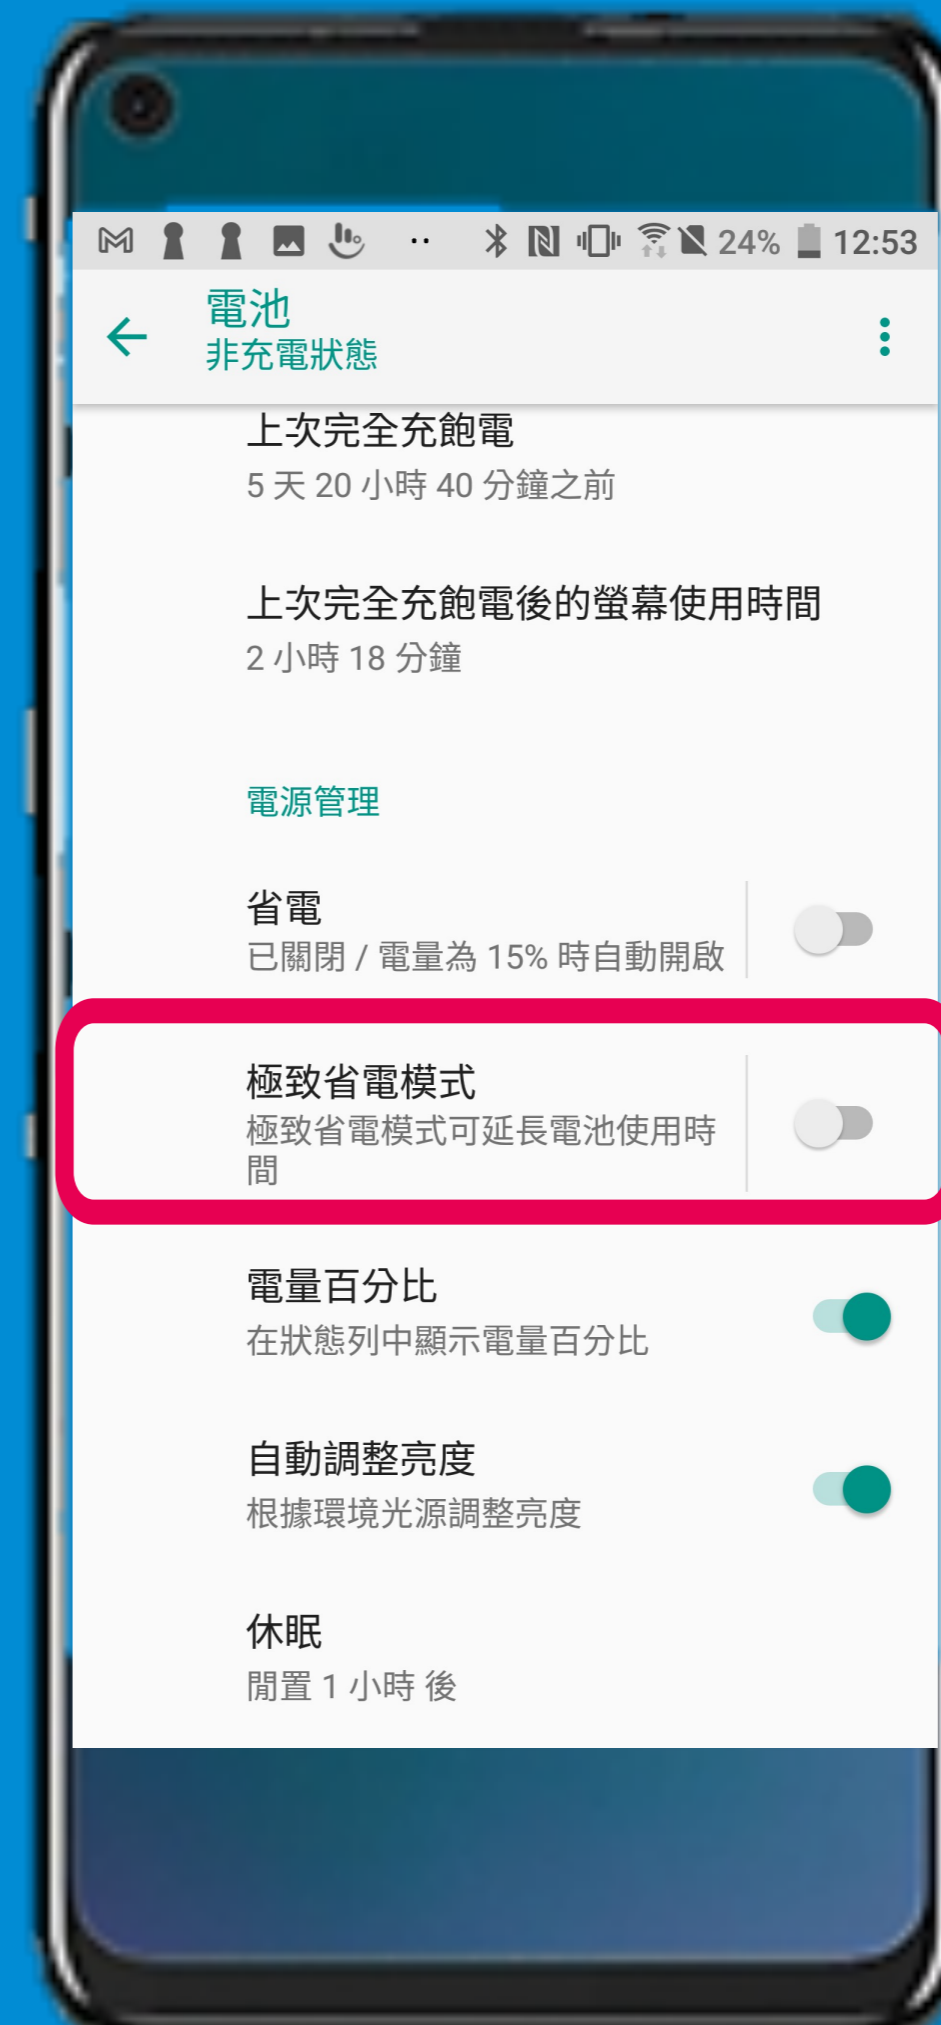 24% 12:53
電池
非充電狀態
上次完全充飽電
5 天 20 小時 40 分鐘之前
上次完全充飽電後的螢幕使用時間
2 小時 18 分鐘
電源管理
省電
已關閉 / 電量為 15% 時自動開啟
極致省電模式
極致省電模式可延長電池使用時
間
電量百分比
在狀態列中顯示電量百分比
自動調整亮度
根據環境光源調整亮度
休眠
閒置 1 小時 後